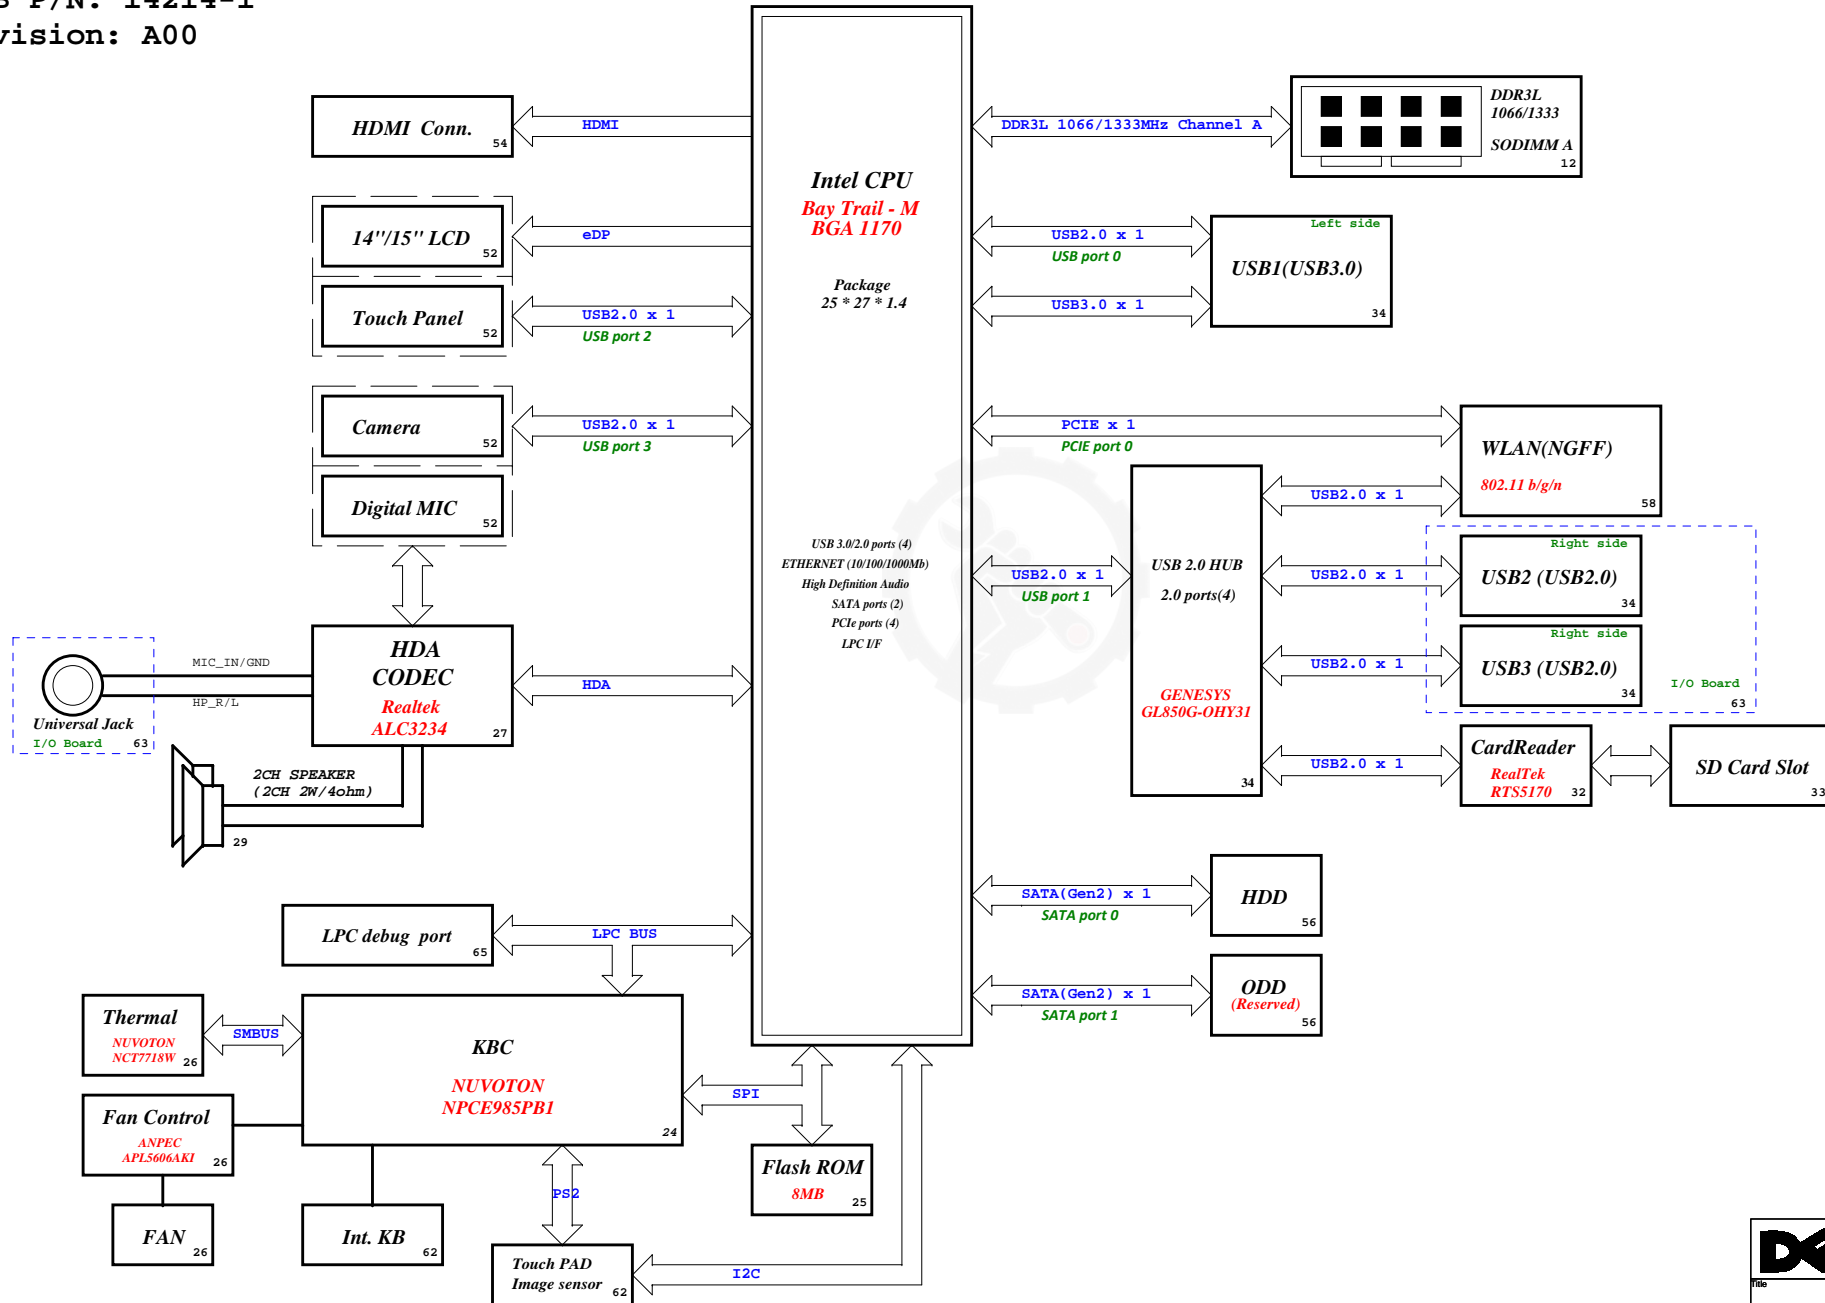 P/N: 14214-1
vision: A00
HDMI Conn.
54
HDMI
DDR3L 1066/1333MHz Channel A
DDR3L
1066/1333
SODIMM A
12
Intel CPU
Bay Trail - M
BGA 1170
Package
25 * 27 * 1.4
14"/15" LCD
52
eDP
Touch Panel
52
USB2.0 x 1
USB port 2
USB2.0 x 1
USB port 0
USB3.0 x 1
Left side
USB1(USB3.0)
34
Camera
52
USB2.0 x 1
USB port 3
Digital MIC
52
PCIE x 1
PCIE port 0
WLAN(NGFF)
802.11 b/g/n
58
USB2.0 x 1
USB 3.0/2.0 ports (4)
ETHERNET (10/100/1000Mb)
High Definition Audio
SATA ports (2)
PCIe ports (4)
LPC I/F
USB2.0 x 1
USB port 1
USB 2.0 HUB
2.0 ports(4)
GENESYS
GL850G-OHY31
34
USB2.0 x 1
Right side
USB2 (USB2.0)
34
USB2.0 x 1
Right side
USB3 (USB2.0)
34
I/O Board
63
USB2.0 x 1
CardReader
RealTek
RTS5170
32
SD Card Slot
33
MIC_IN/GND
HP_R/L
Universal Jack
I/O Board
63
HDA
CODEC
Realtek
ALC3234
27
HDA
2CH SPEAKER
(2CH 2W/4ohm)
29
SATA(Gen2) x 1
SATA port 0
HDD
56
LPC debug port
65
LPC BUS
SATA(Gen2) x 1
SATA port 1
ODD
(Reserved)
56
Thermal
NUVOTON
NCT7718W
26
SMBUS
KBC
NUVOTON
NPCE985PB1
24
SPI
Fan Control
ANPEC
APL5606AKI
26
FAN
26
Int. KB
62
PS2
Flash ROM
8MB
25
Touch PAD
Image sensor
62
I2C
Title